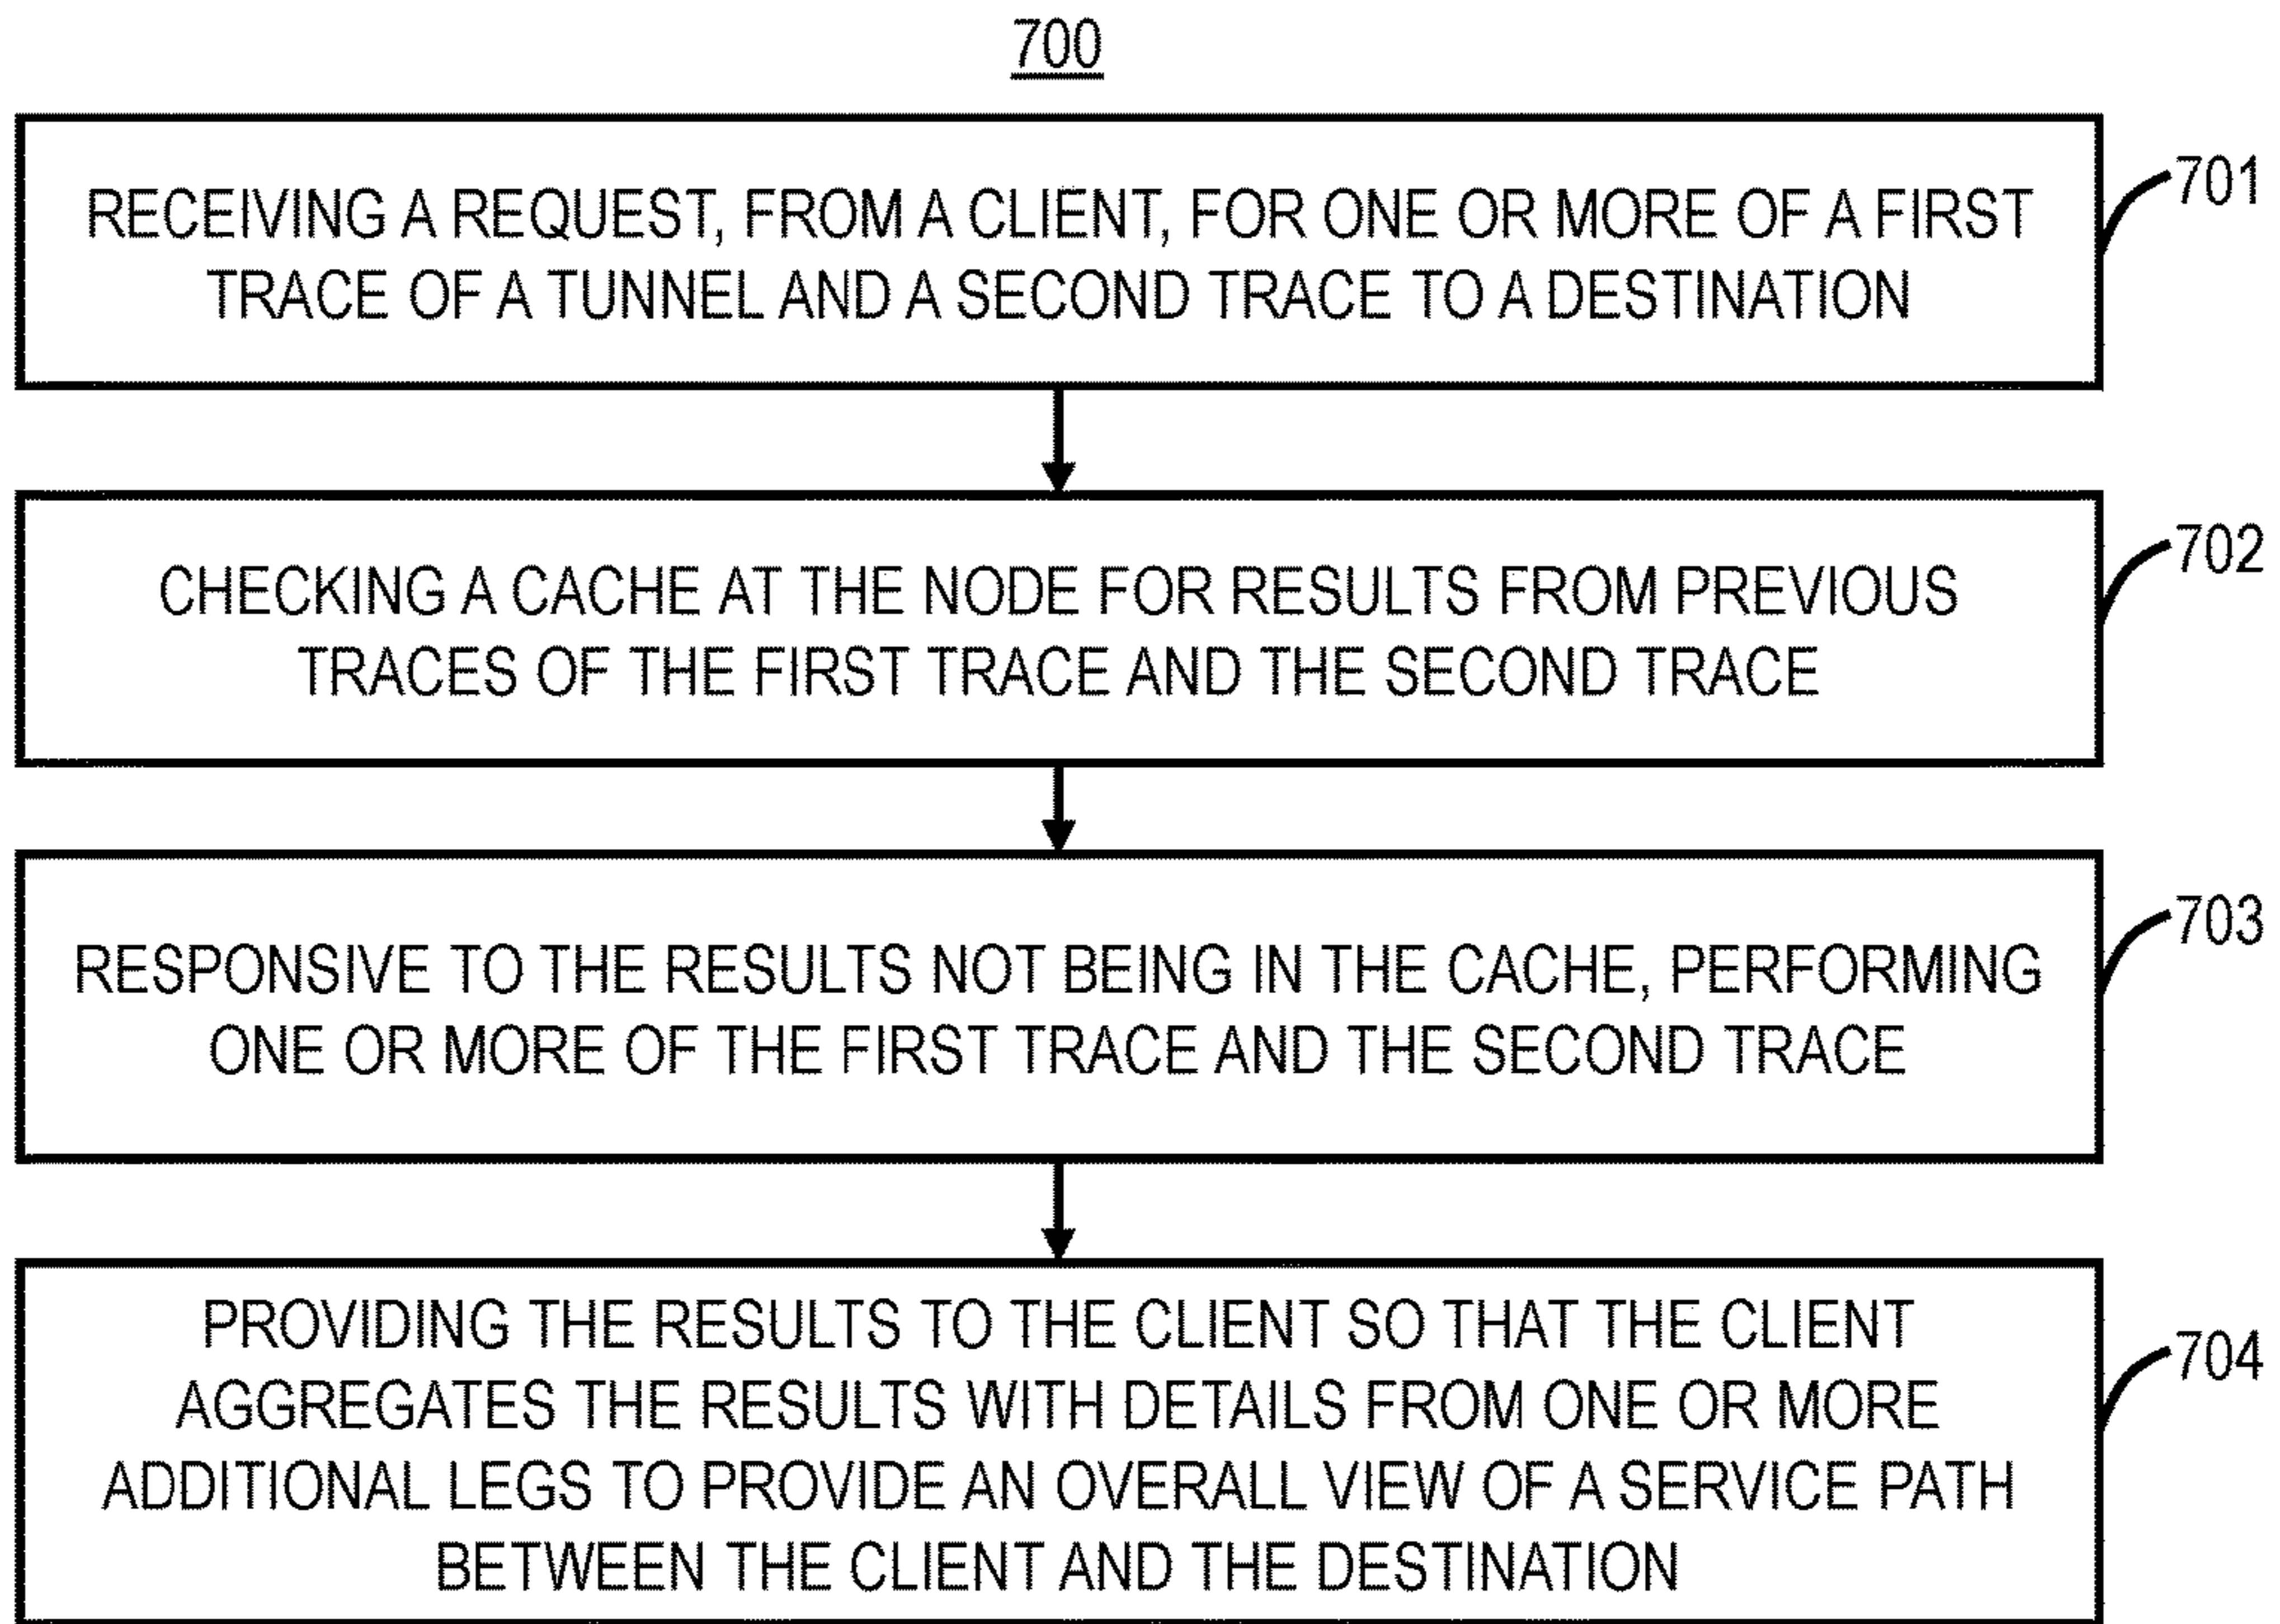 700
RECEIVING A REQUEST, FROM A CLIENT, FOR ONE OR MORE OF A FIRST
TRACE OF A TUNNEL AND A SECOND TRACE TO A DESTINATION
701
CHECKING A CACHE AT THE NODE FOR RESULTS FROM PREVIOUS
TRACES OF THE FIRST TRACE AND THE SECOND TRACE
702
RESPONSIVE TO THE RESULTS NOT BEING IN THE CACHE, PERFORMING
ONE OR MORE OF THE FIRST TRACE AND THE SECOND TRACE
703
PROVIDING THE RESULTS TO THE CLIENT SO THAT THE CLIENT
AGGREGATES THE RESULTS WITH DETAILS FROM ONE OR MORE
ADDITIONAL LEGS TO PROVIDE AN OVERALL VIEW OF A SERVICE PATH
BETWEEN THE CLIENT AND THE DESTINATION
704